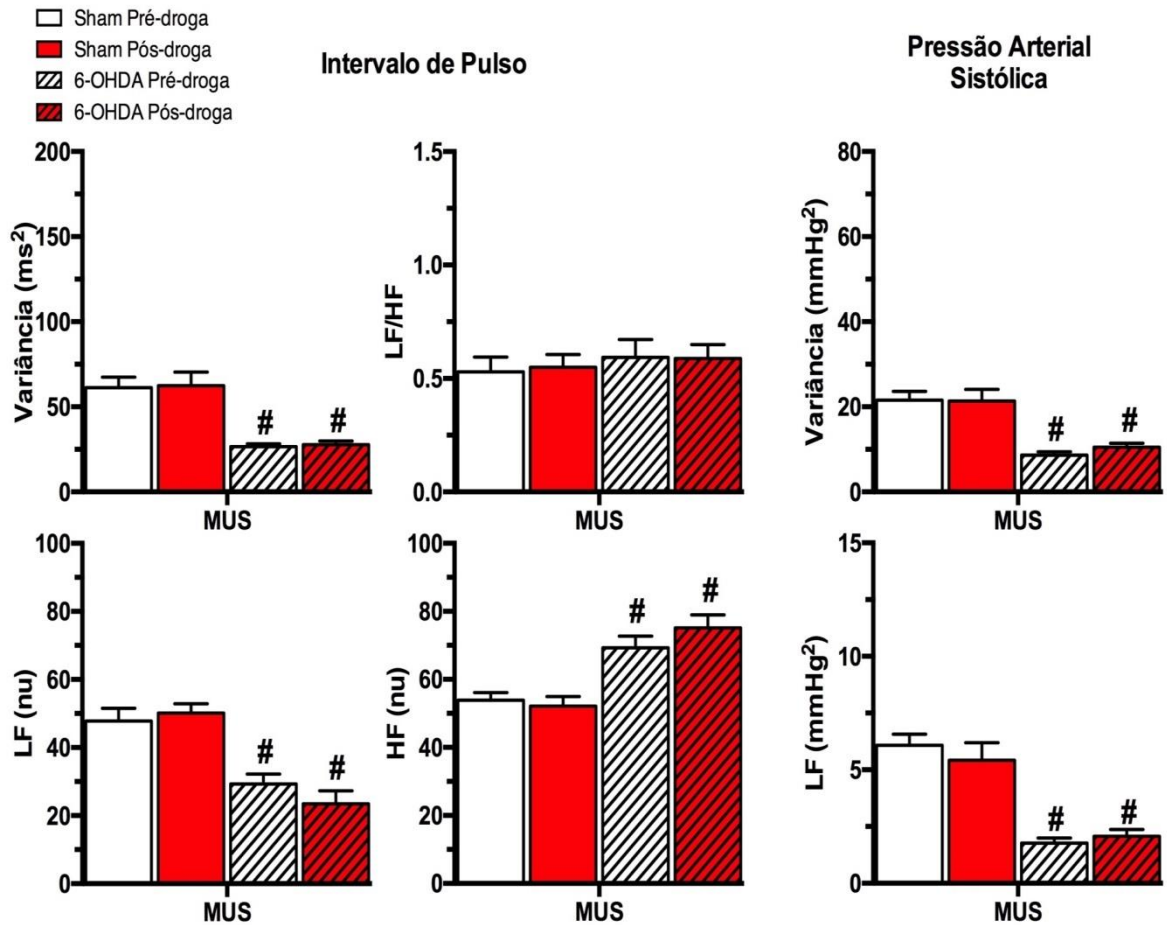 Sham Pré-droga
Sham Pós-droga
6-OHDA Pré-droga
6-OHDA Pós-droga
Intervalo de Pulso
Pressão Arterial
Sistólica
Variância (ms²)
200
150
100
50
0
# #
MUS
LF/HF
1.5
1.0
0.5
0.0
MUS
Variância (mmHg²)
80
60
40
20
0
# #
MUS
LF (nu)
100
80
60
40
20
0
# #
MUS
HF (nu)
100
80
60
40
20
0
# #
MUS
LF (mmHg²)
15
10
5
0
# #
MUS